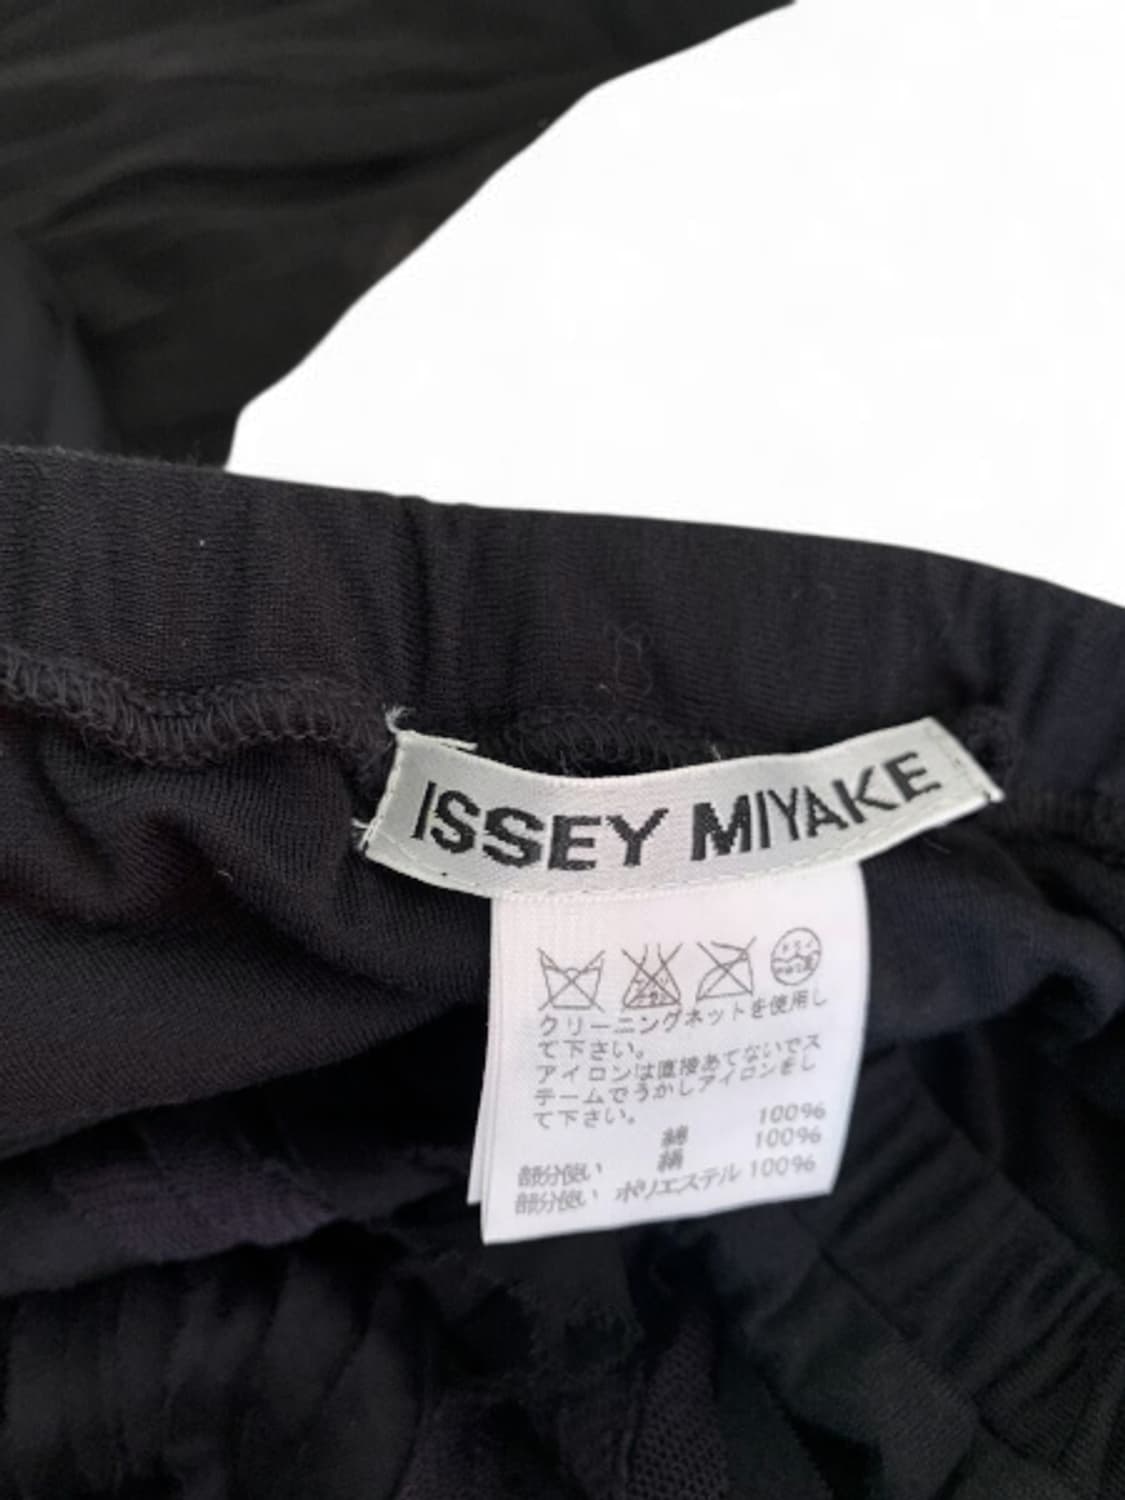 ISSEY MIYAKE
クリーニングネットを使用し
て下さい。
アイロンは直接あてないでス
チームでうかしアイロンをし
て下さい。
綿 100%
部分使い 絹 100%
部分使い ポリエステル 100%